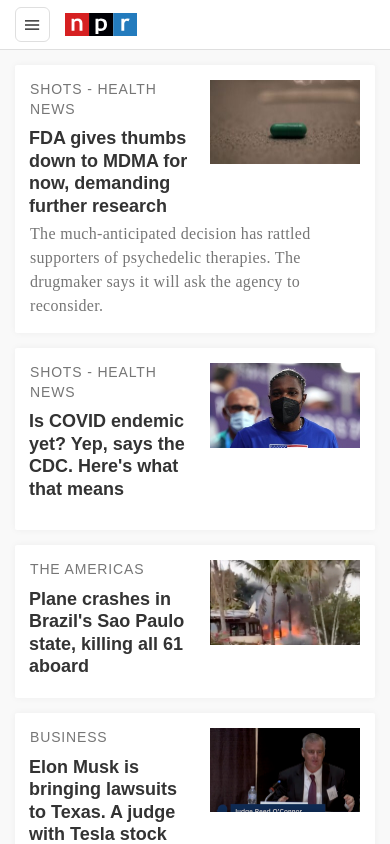 npr
SHOTS - HEALTH
NEWS
FDA gives thumbs
down to MDMA for
now, demanding
further research
The much-anticipated decision has rattled
supporters of psychedelic therapies. The
drugmaker says it will ask the agency to
reconsider.
SHOTS - HEALTH
NEWS
Is COVID endemic
yet? Yep, says the
CDC. Here's what
that means
THE AMERICAS
Plane crashes in
Brazil's Sao Paulo
state, killing all 61
aboard
BUSINESS
Elon Musk is
bringing lawsuits
to Texas. A judge
with Tesla stock
Judge Reed O'Connor